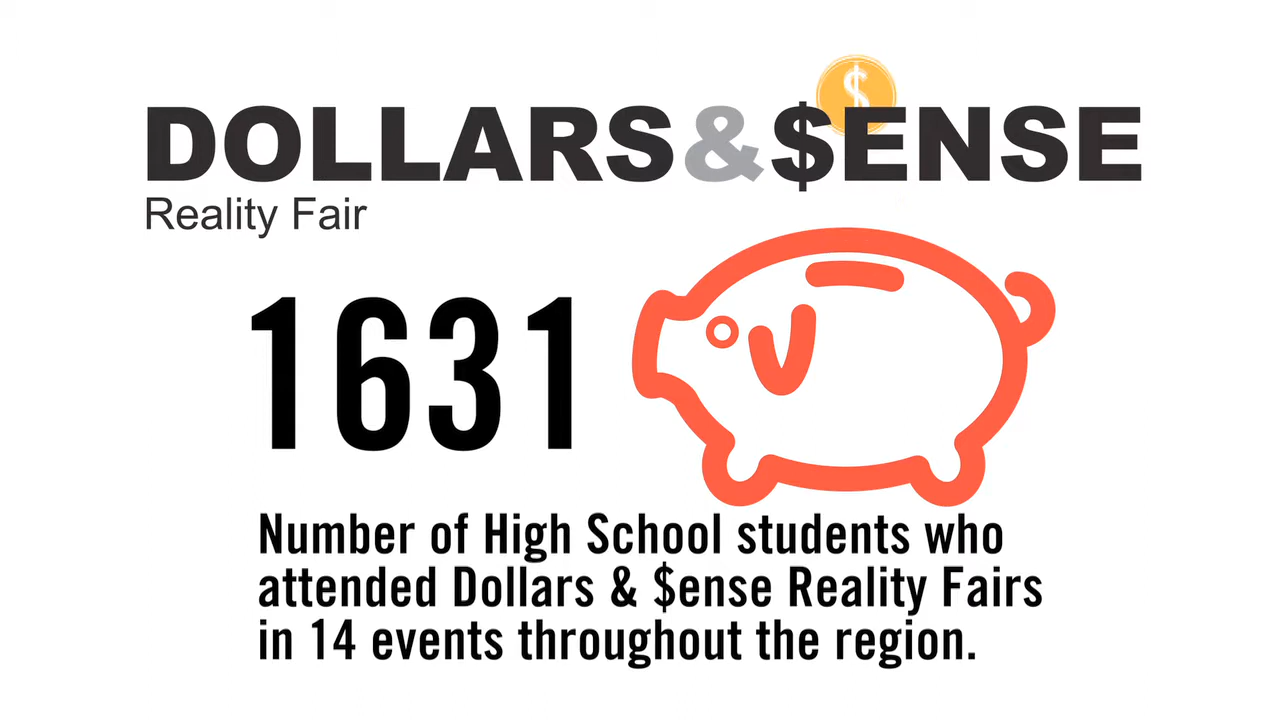 DOLLARS&$ENSE
Reality Fair
1631
Number of High School students who
attended Dollars & $ense Reality Fairs
in 14 events throughout the region.